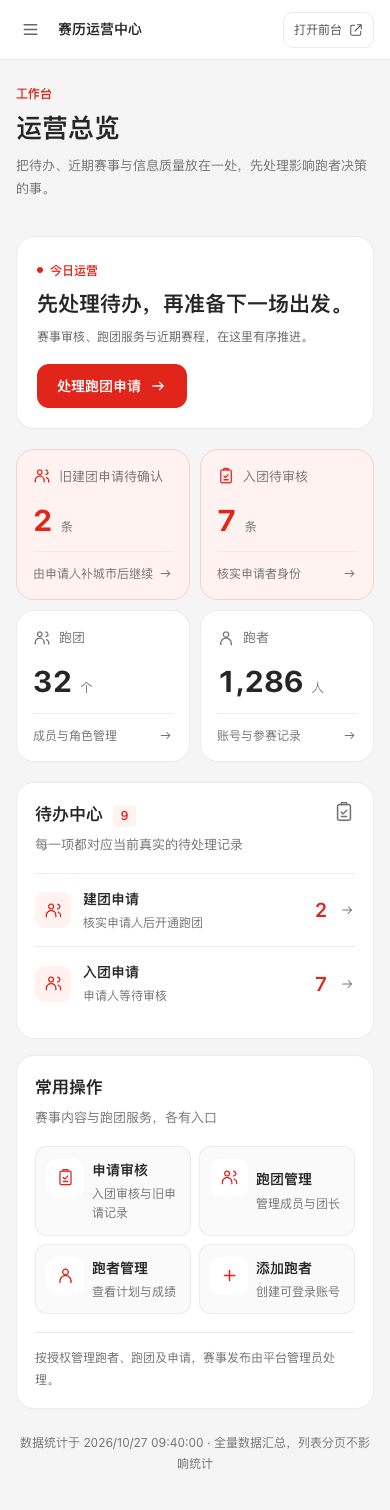 赛历运营中心
打开前台
工作台
运营总览
把待办、近期赛事与信息质量放在一处，先处理影响跑者决策
的事。
今日运营
先处理待办，再准备下一场出发。
赛事审核、跑团服务与近期赛程，在这里有序推进。
处理跑团申请 →
旧建团申请待确认
2 条
由申请人补城市后继续 →
入团待审核
7 条
核实申请者身份 →
跑团
32 个
成员与角色管理 →
跑者
1,286 人
账号与参赛记录 →
待办中心 9
每一项都对应当前真实的待处理记录
建团申请
核实申请人后开通跑团
2 →
入团申请
申请人等待审核
7 →
常用操作
赛事内容与跑团服务，各有入口
申请审核
入团审核与旧申
请记录
跑团管理
管理成员与团长
跑者管理
查看计划与成绩
添加跑者
创建可登录账号
按授权管理跑者、跑团及申请，赛事发布由平台管理员处
理。
数据统计于 2026/10/27 09:40:00 · 全量数据汇总，列表分页不影
响统计